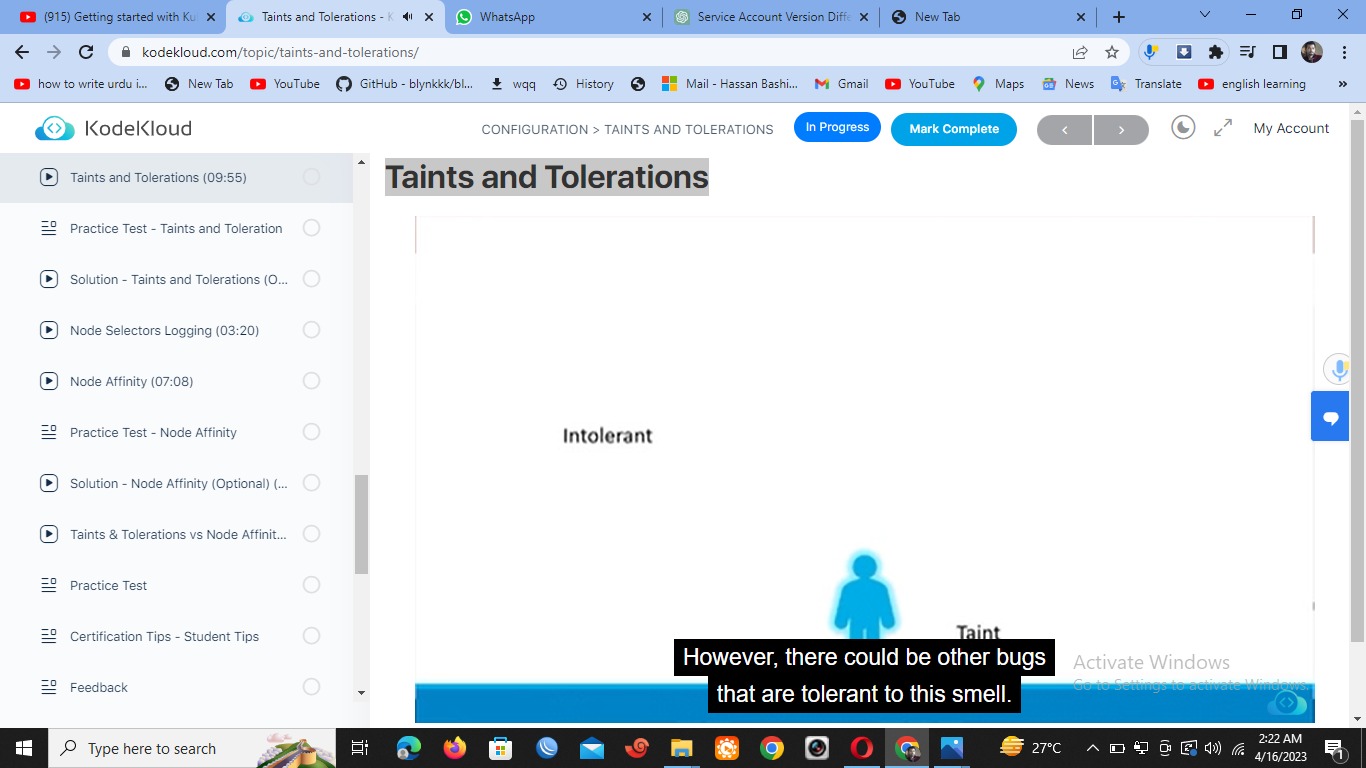 (915) Getting started with Ku
Taints and Tolerations - K
WhatsApp
Service Account Version Diffe
New Tab
kodekloud.com/topic/taints-and-tolerations/
how to write urdu i...
New Tab
YouTube
GitHub - blynkkk/bl...
wqq
History
Mail - Hassan Bashi...
Gmail
YouTube
Maps
News
Translate
english learning
KodeKloud
CONFIGURATION > TAINTS AND TOLERATIONS
In Progress
Mark Complete
My Account
Taints and Tolerations (09:55)
Practice Test - Taints and Toleration
Solution - Taints and Tolerations (O...
Node Selectors Logging (03:20)
Node Affinity (07:08)
Practice Test - Node Affinity
Solution - Node Affinity (Optional) (...
Taints & Tolerations vs Node Affinit...
Practice Test
Certification Tips - Student Tips
Feedback
Taints and Tolerations
Intolerant
Taint
However, there could be other bugs
that are tolerant to this smell.
Activate Windows
Go to Settings to activate Windows.
Type here to search
27°C
2:22 AM
4/16/2023
1